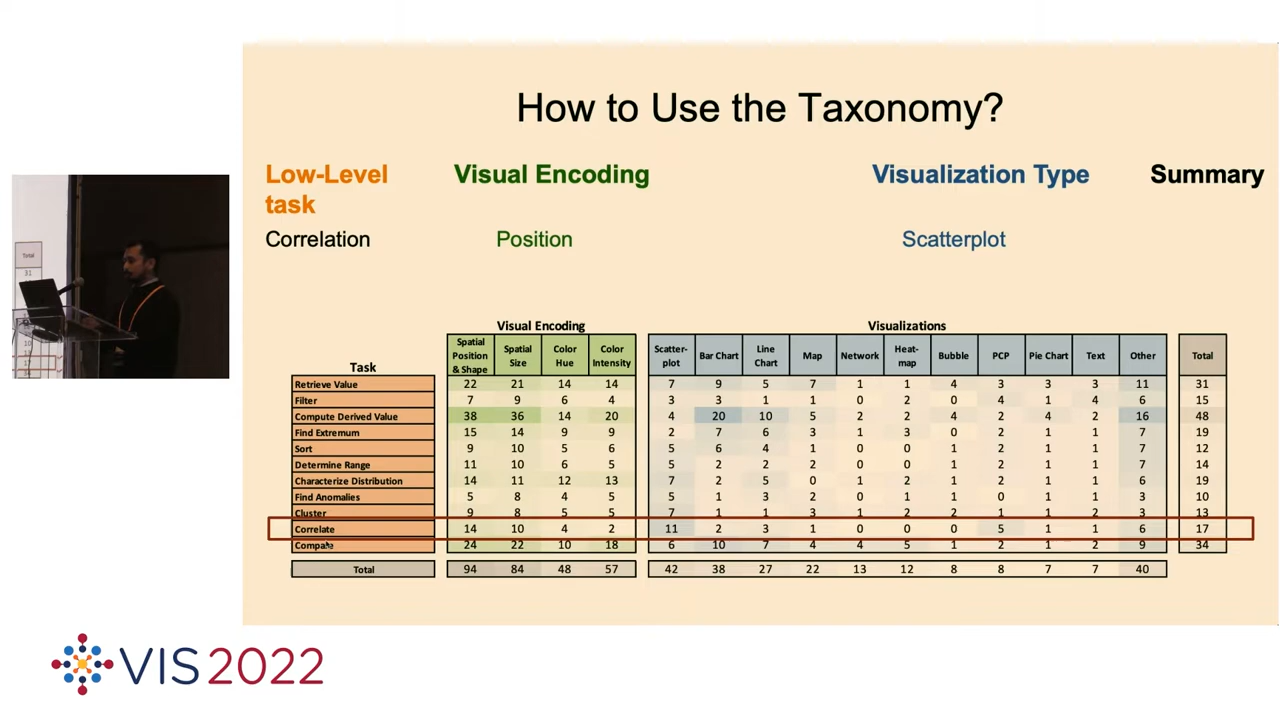 How to Use the Taxonomy?
Low-Level task Visual Encoding Visualization Type Summary
Correlation Position Scatterplot
Visual Encoding Visualizations
Task Spatial Position & Shape Spatial Size Color Hue Color Intensity Scatter-plot Bar Chart Line Chart Map Network Heat-map Bubble PCP Pie Chart Text Other Total
Retrieve Value 22 21 14 14 7 9 5 7 1 1 4 3 3 3 11 31
Filter 7 9 6 4 3 3 1 1 0 2 0 4 1 4 6 15
Compute Derived Value 38 36 14 20 4 20 10 5 2 2 4 2 4 2 16 48
Find Extremum 15 14 9 9 2 7 6 3 1 3 0 2 1 1 7 19
Sort 9 10 5 6 5 6 4 1 0 0 1 2 1 1 7 12
Determine Range 11 10 6 5 5 2 2 2 0 0 1 2 1 1 7 14
Characterize Distribution 14 11 12 13 7 2 5 0 1 2 1 2 1 1 6 19
Find Anomalies 5 8 4 5 5 1 3 2 0 1 1 0 1 1 3 10
Cluster 9 8 5 5 7 1 1 3 1 2 2 1 1 2 3 13
Correlate 14 10 4 2 11 2 3 1 0 0 0 5 1 1 6 17
Compare 24 22 10 18 6 10 7 4 4 5 1 2 1 2 9 34
Total 94 84 48 57 42 38 27 22 13 12 8 8 7 7 40
Total
31
VIS2022